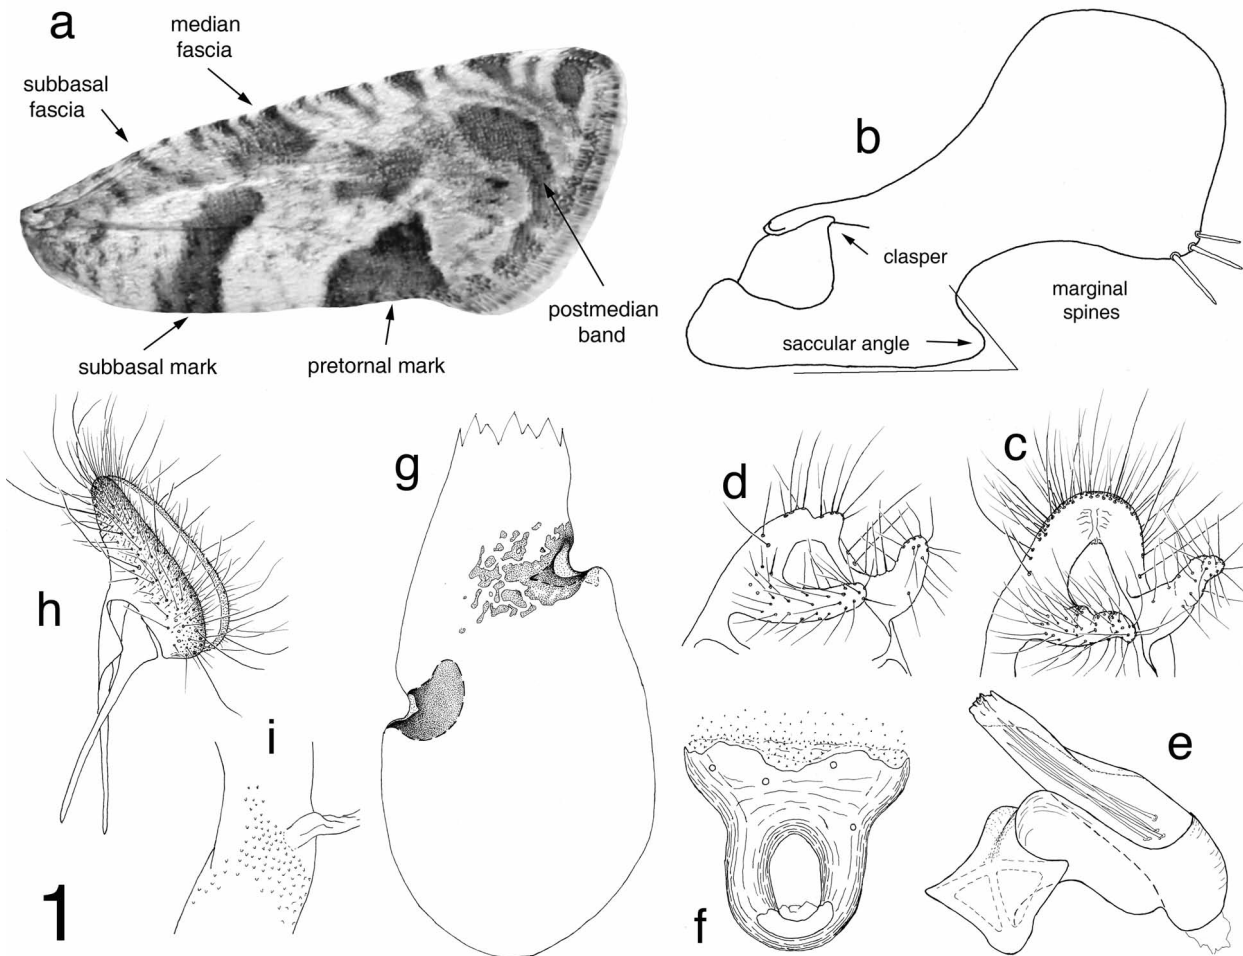 a
median
fascia
subbasal
fascia
subbasal mark
pretornal mark
postmedian
band
b
clasper
marginal
spines
saccular angle
h
g
d
c
i
f
e
1